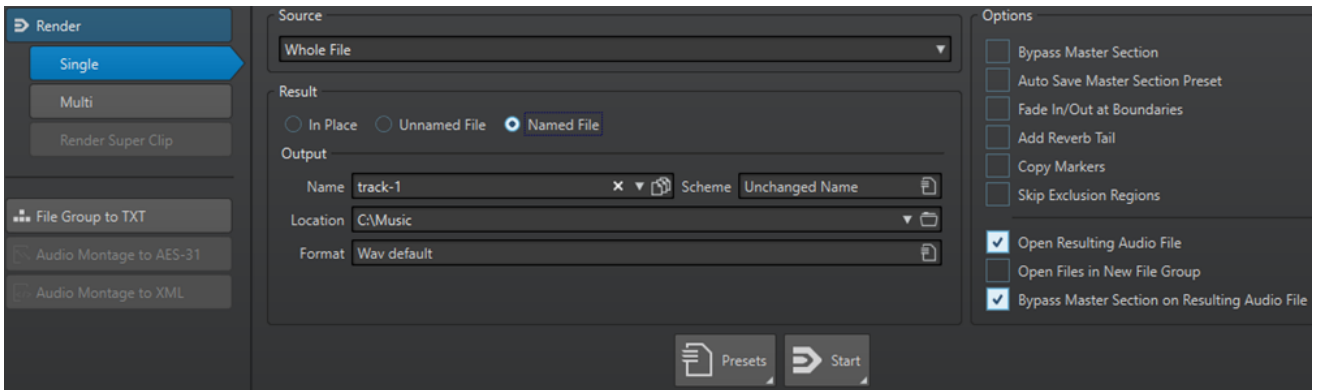 Render
Single
Multi
Render Super Clip
File Group to TXT
Audio Montage to AES-31
Audio Montage to XML
Source
Whole File
Result
In Place Unnamed File Named File
Output
Name track-1 Scheme Unchanged Name
Location C:\Music
Format Wav default
Presets Start
Options
Bypass Master Section
Auto Save Master Section Preset
Fade In/Out at Boundaries
Add Reverb Tail
Copy Markers
Skip Exclusion Regions
Open Resulting Audio File
Open Files in New File Group
Bypass Master Section on Resulting Audio File